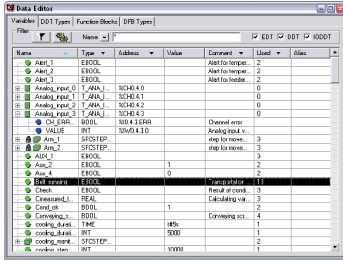 Data Editor
Variables DDT Types Function Blocks DFB Types
Filter
Name = * EDT DDT IODDT
Name Type Address Value Comment Used Alias
Alert_1 EBOOL Alert for temper... 2
Alert_2 EBOOL Alert for temper... 2
Alert_3 EBOOL Alert for feeder... 2
Analog_input_0 T_ANA_I... %CH0.4.0 0
Analog_input_1 T_ANA_I... %CH0.4.1 0
Analog_input_2 T_ANA_I... %CH0.4.2 0
Analog_input_3 T_ANA_I... %CH0.4.3 0
CH_ERR... BOOL %I0.4.3.ERR Channel error
VALUE INT %IW0.4.3.0 Analog input v...
Arm_1 SFCSTEP... step for move... 3
Arm_2 SFCSTEP... step for move... 3
AUX_1 EBOOL 3
Aux_2 EBOOL 1 2
Aux_4 EBOOL 0 2
Belt_running EBOOL Transportator ... 13
Check EBOOL Result of condi... 3
Cmeasured_t... REAL Calculating var... 3
Cond_ok BOOL 1 2
Conveying_s... BOOL Conveying scr... 4
cooling_durati... TIME t#5s 1
cooling_durati... INT 5000 1
cooling_monit... SFCSTEP... 2
cooling_step INT 10000 1